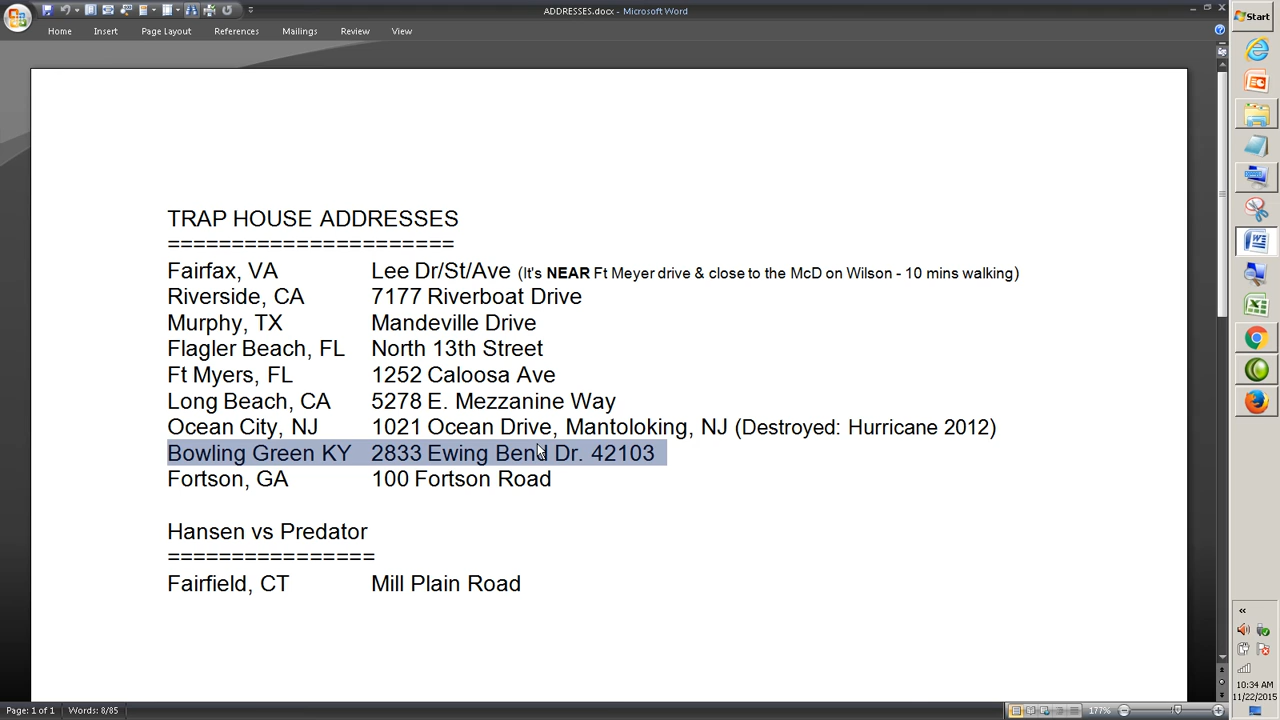 ADDRESSES.docx - Microsoft Word
Home Insert Page Layout References Mailings Review View
Start
TRAP HOUSE ADDRESSES
======================
Fairfax, VA Lee Dr/St/Ave (It's NEAR Ft Meyer drive & close to the McD on Wilson - 10 mins walking)
Riverside, CA 7177 Riverboat Drive
Murphy, TX Mandeville Drive
Flagler Beach, FL North 13th Street
Ft Myers, FL 1252 Caloosa Ave
Long Beach, CA 5278 E. Mezzanine Way
Ocean City, NJ 1021 Ocean Drive, Mantoloking, NJ (Destroyed: Hurricane 2012)
Bowling Green KY 2833 Ewing Bend Dr. 42103
Fortson, GA 100 Fortson Road
Hansen vs Predator
================
Fairfield, CT Mill Plain Road
Page: 1 of 1 Words: 8/85 177%
10:34 AM
11/22/2015